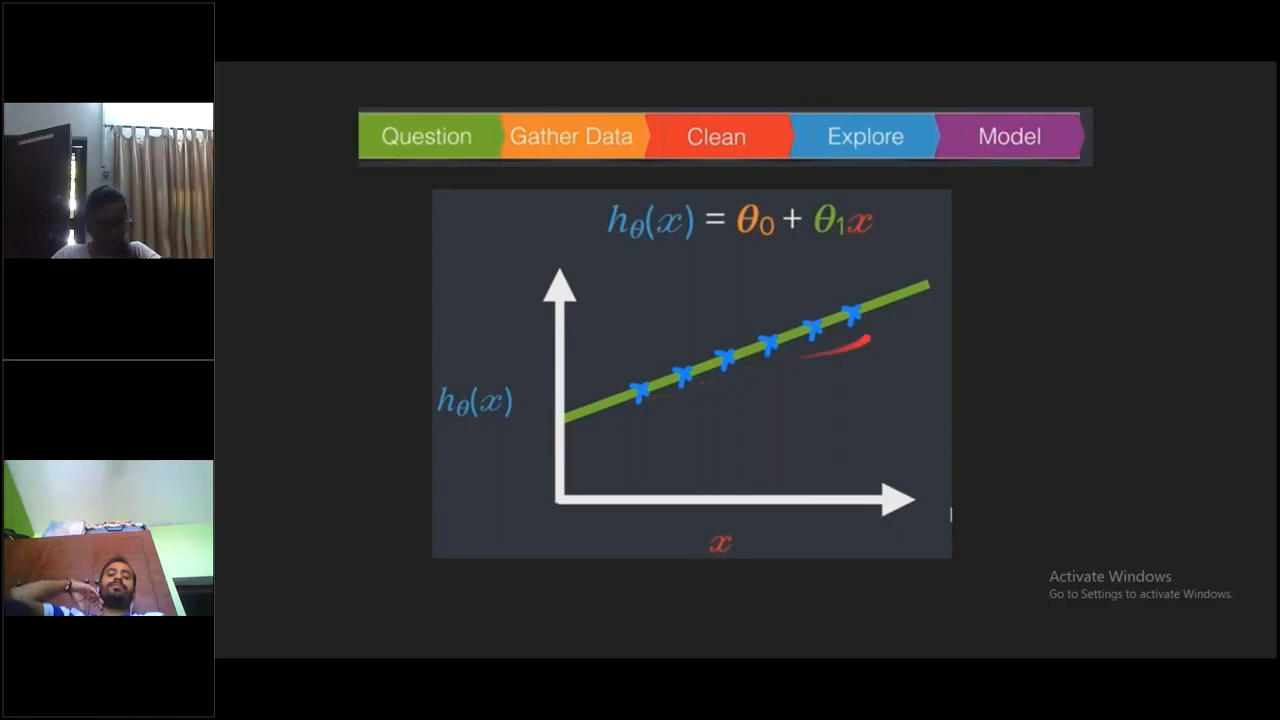 Question Gather Data Clean Explore Model
hθ(x) = θ0 + θ1x
hθ(x)
x
Activate Windows
Go to Settings to activate Windows.